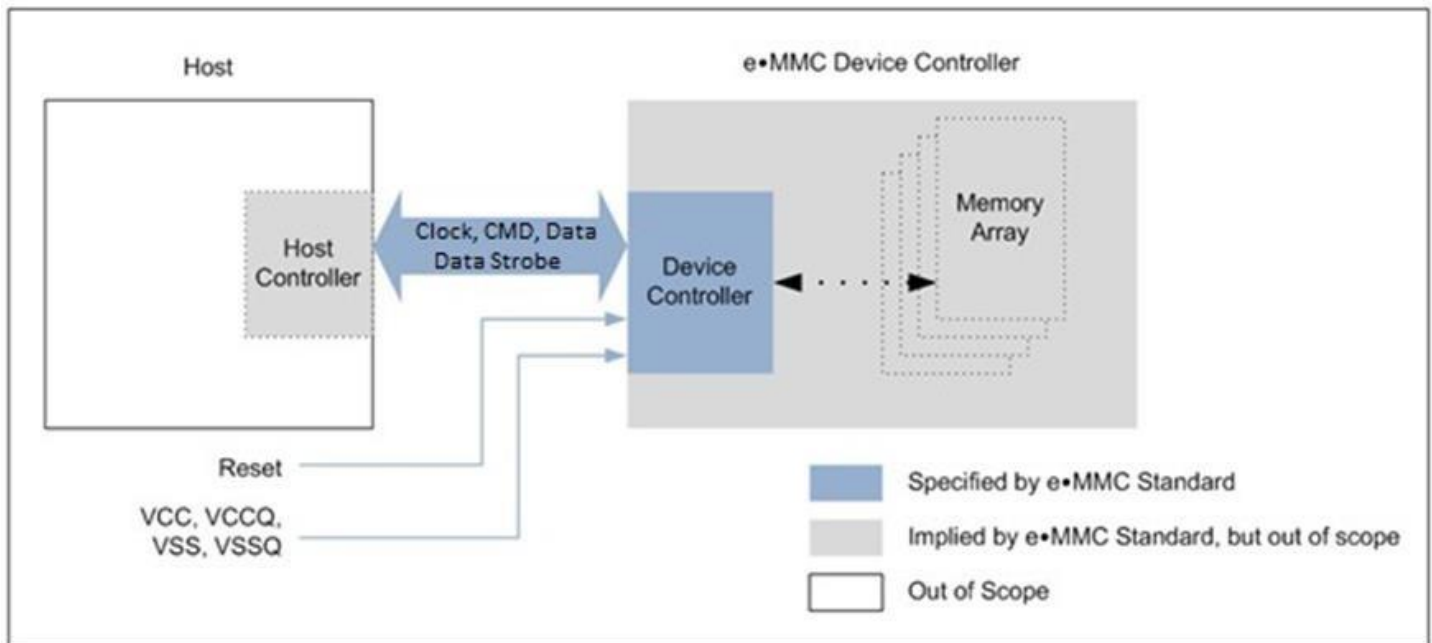 Host
e•MMC Device Controller
Host
Controller
Clock, CMD, Data
Data Strobe
Device
Controller
Memory
Array
Reset
VCC, VCCQ,
VSS, VSSQ
Specified by e•MMC Standard
Implied by e•MMC Standard, but out of scope
Out of Scope